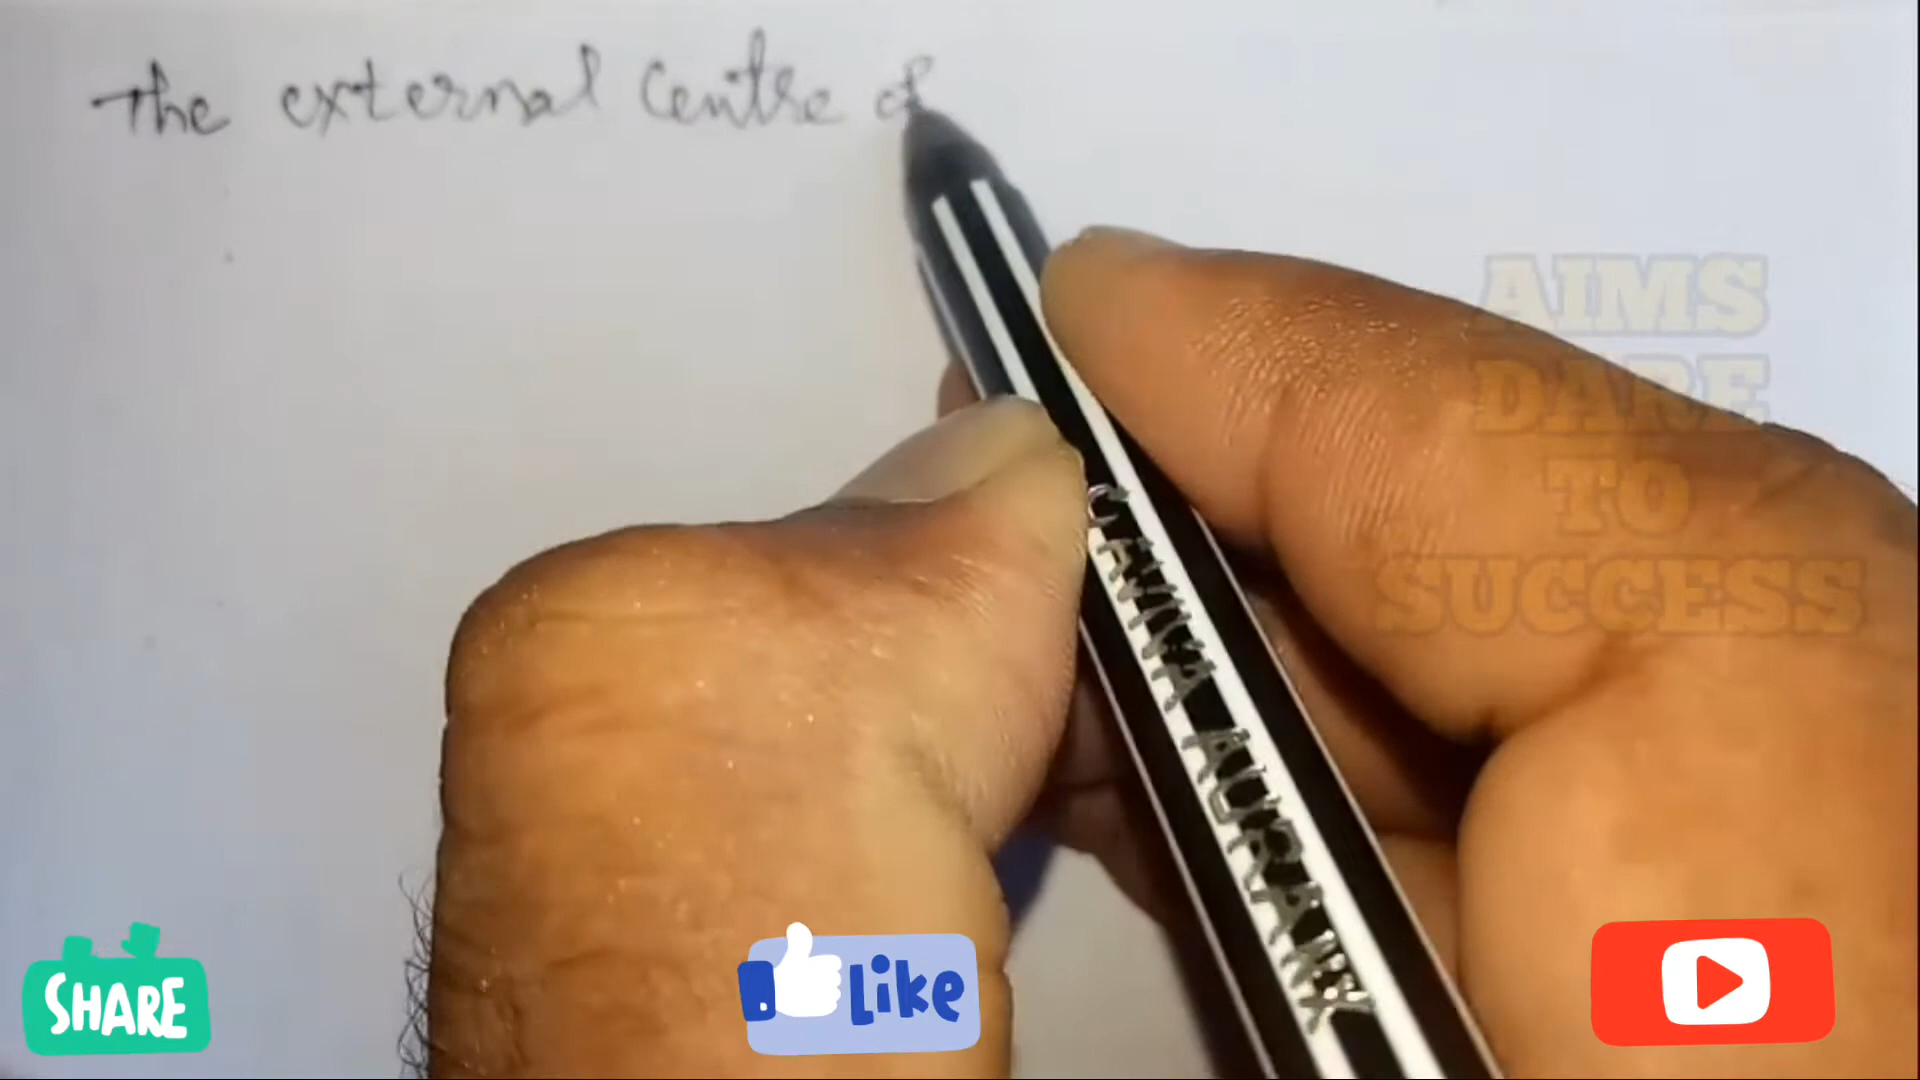 The external centre of
AIMS
DARE
TO
SUCCESS
SHARE
Like